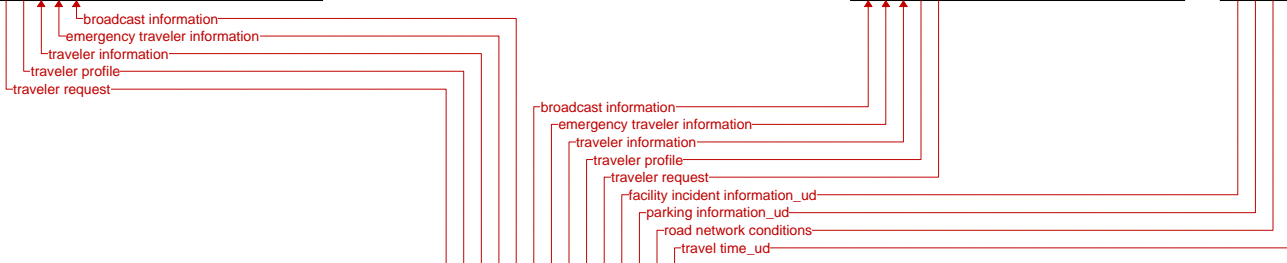 broadcast information
emergency traveler information
traveler information
traveler profile
traveler request
broadcast information
emergency traveler information
traveler information
traveler profile
traveler request
facility incident information_ud
parking information_ud
road network conditions
travel time_ud